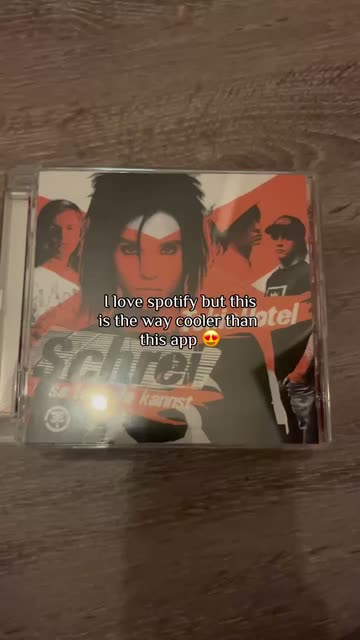 I love spotify but this
is the way cooler than
this app 😍
Hotel
Schrei
kannst